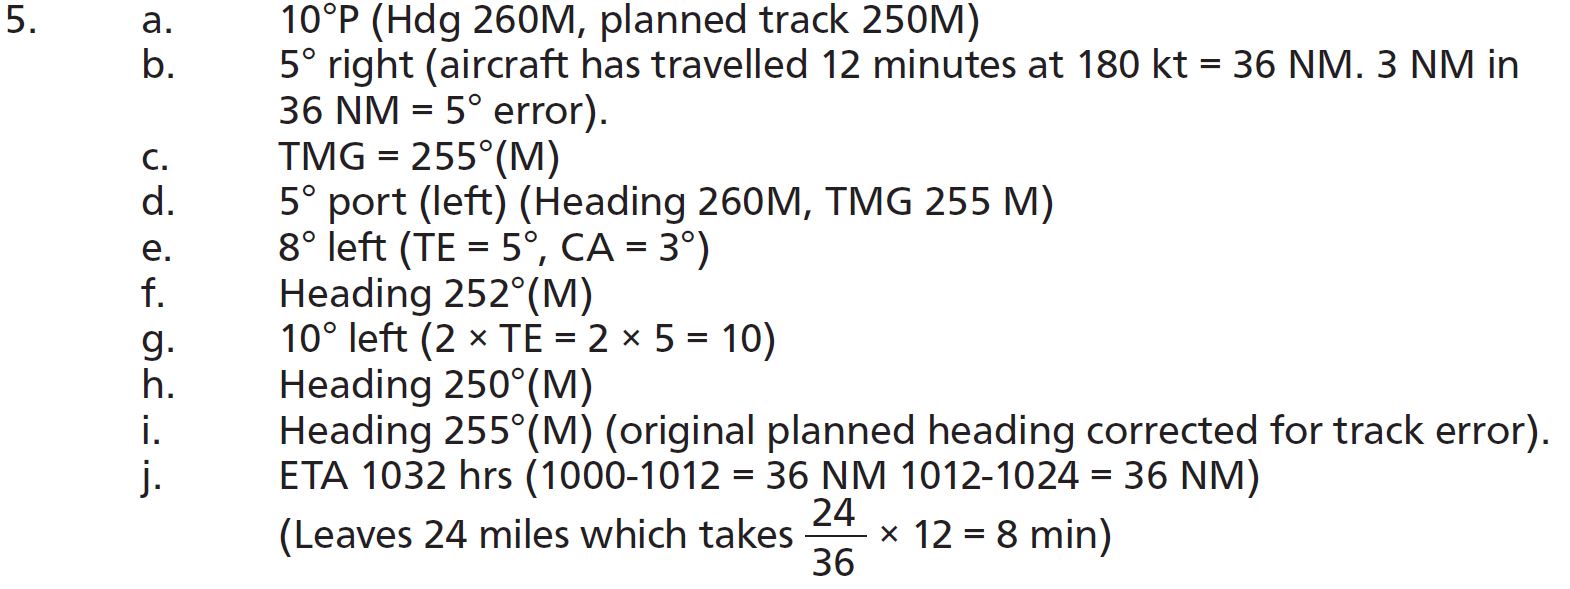 5. a. 10°P (Hdg 260M, planned track 250M)
b. 5° right (aircraft has travelled 12 minutes at 180 kt = 36 NM. 3 NM in
36 NM = 5° error).
c. TMG = 255°(M)
d. 5° port (left) (Heading 260M, TMG 255 M)
e. 8° left (TE = 5°, CA = 3°)
f. Heading 252°(M)
g. 10° left (2 × TE = 2 × 5 = 10)
h. Heading 250°(M)
i. Heading 255°(M) (original planned heading corrected for track error).
j. ETA 1032 hrs (1000-1012 = 36 NM 1012-1024 = 36 NM)
(Leaves 24 miles which takes 24/36 × 12 = 8 min)